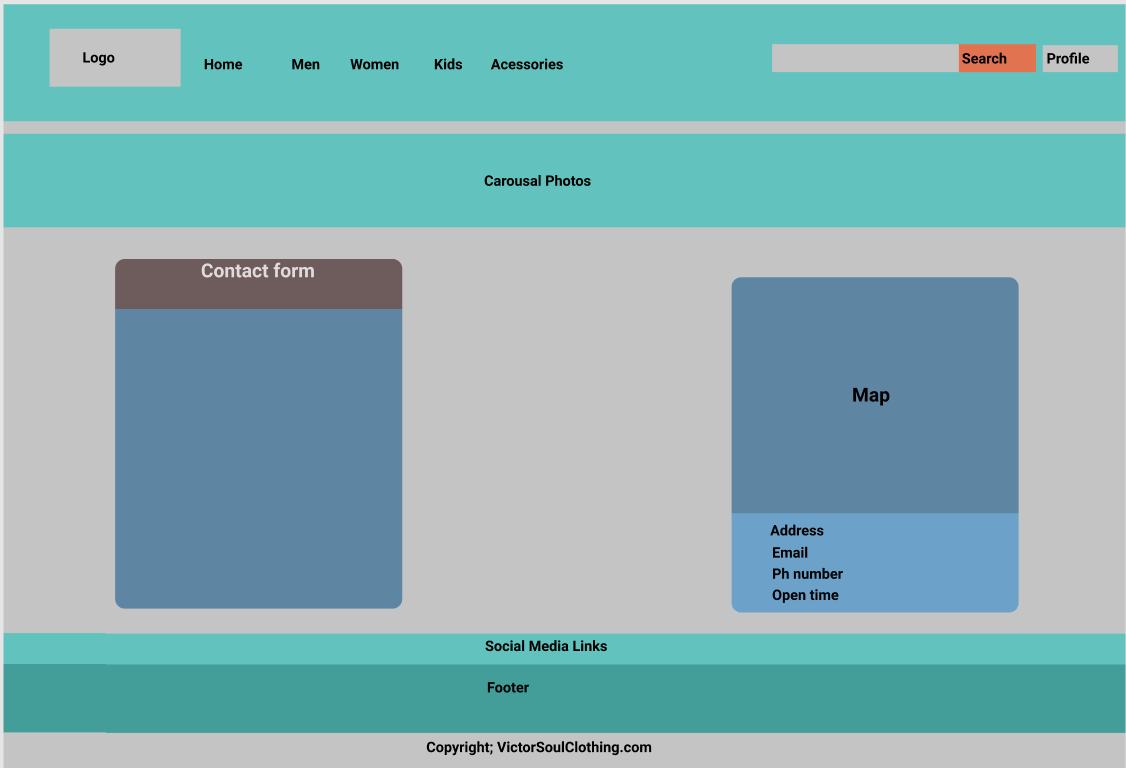 Logo
Home Men Women Kids Acessories
Search
Profile
Carousal Photos
Contact form
Map
Address
Email
Ph number
Open time
Social Media Links
Footer
Copyright; VictorSoulClothing.com